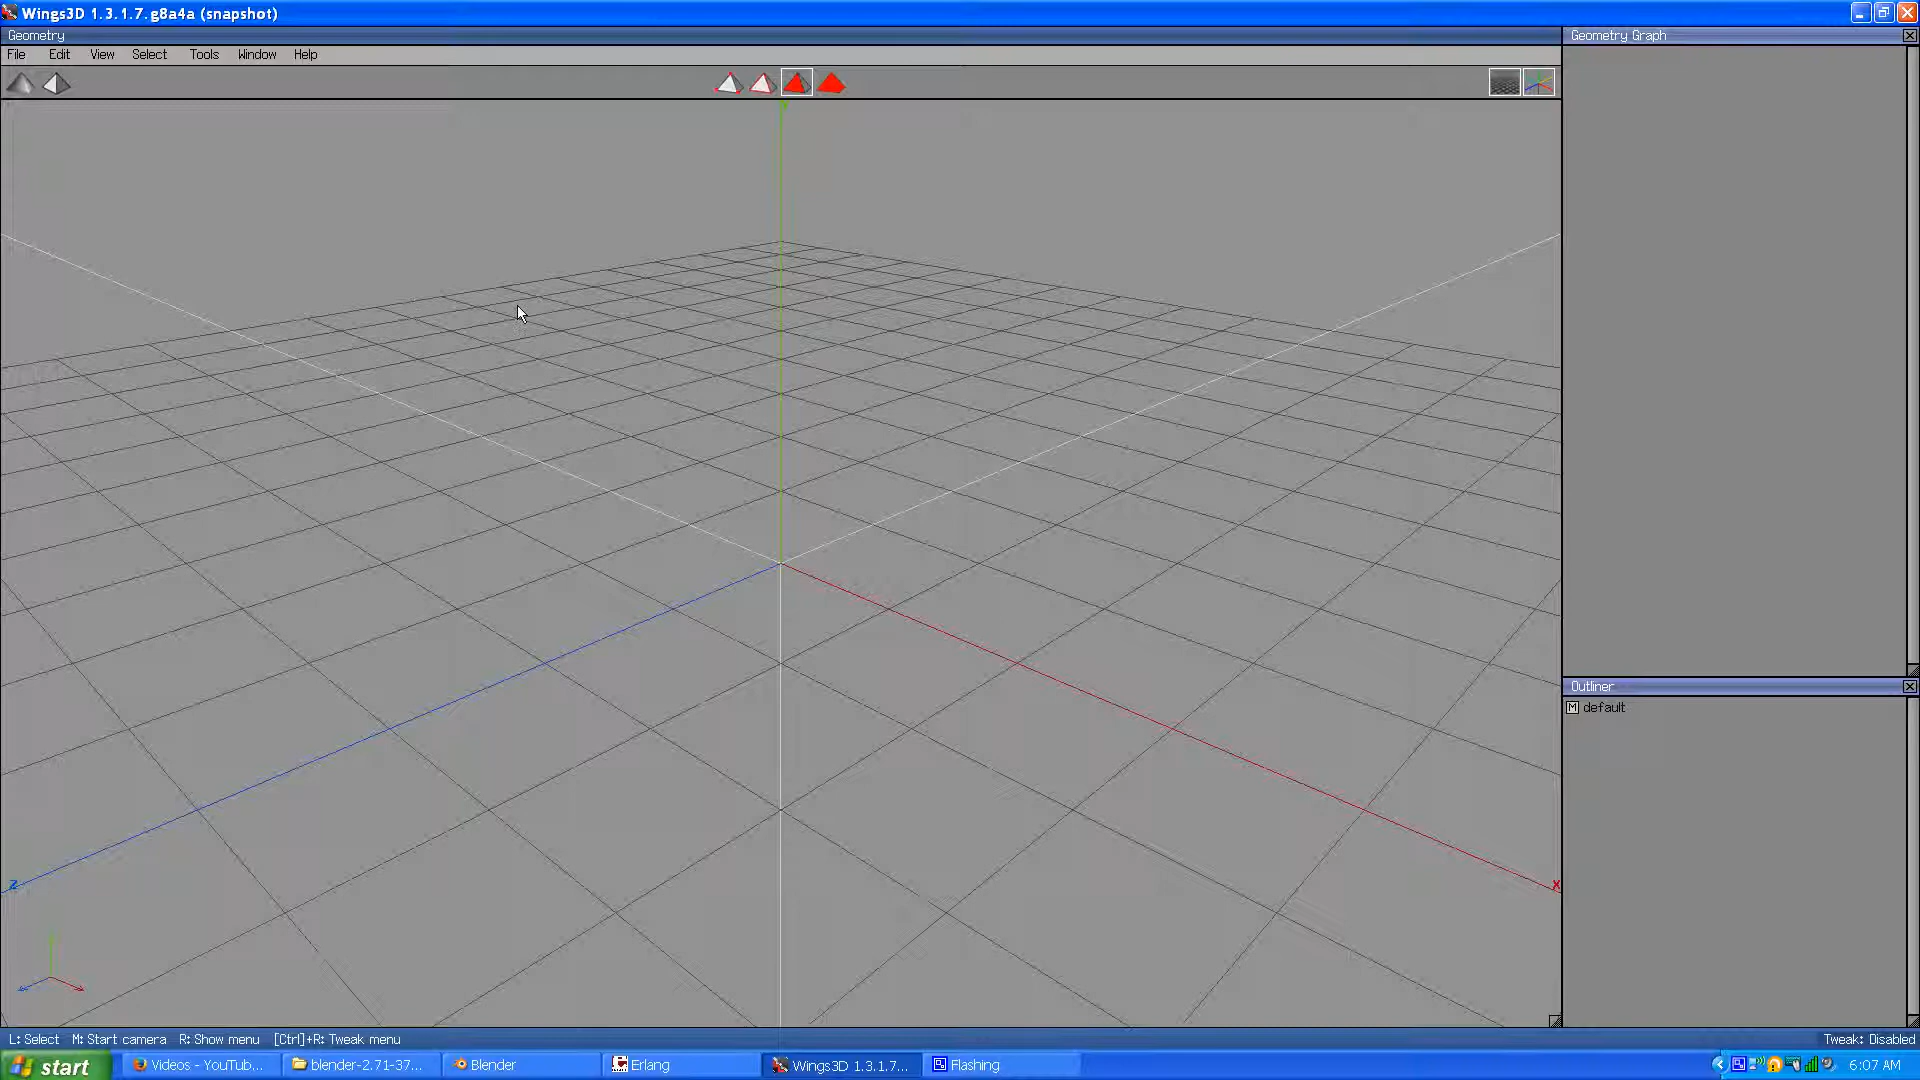 Wings3D 1.3.1.7.g8a4a (snapshot)
Geometry
Geometry Graph
File Edit View Select Tools Window Help
Y
Outliner
default
Z
X
L: Select M: Start camera R: Show menu [Ctrl]+R: Tweak menu
Tweak: Disabled
start
Videos - YouTub...
blender-2.71-37...
Blender
Erlang
Wings3D 1.3.1.7...
Flashing
6:07 AM